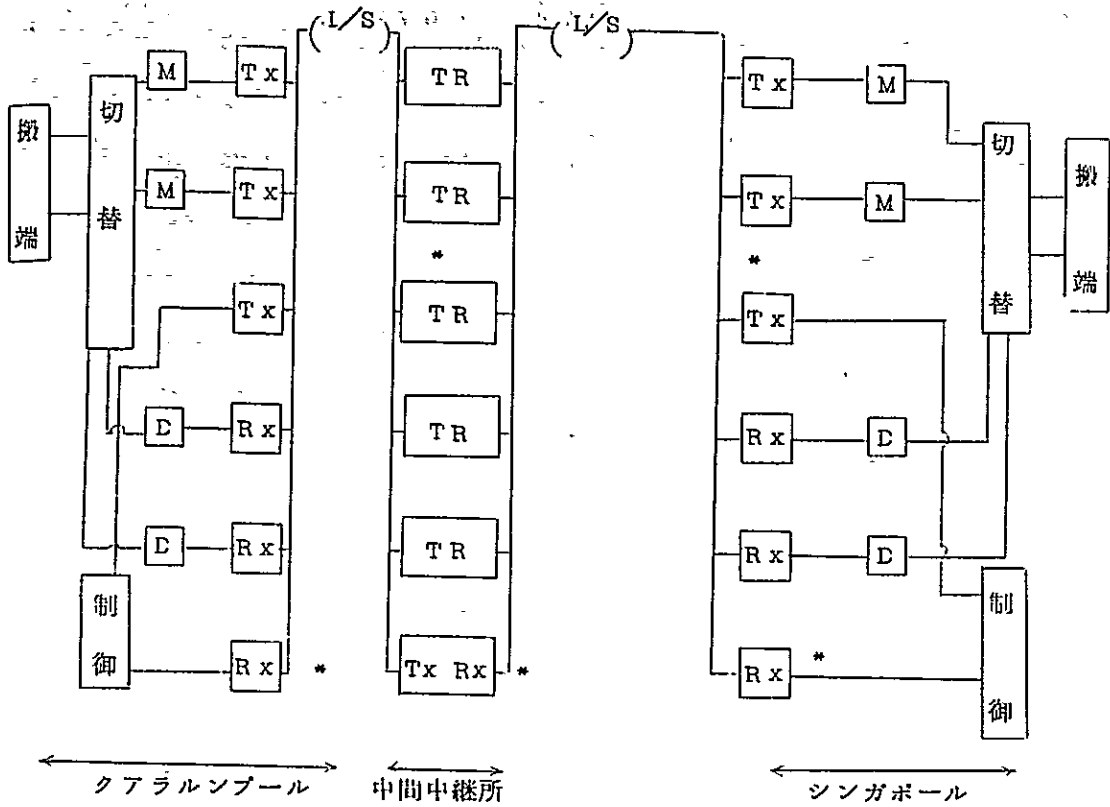 L/S
L/S
M
Tx
TR
Tx
M
搬端
切替
切替
搬端
M
Tx
TR
Tx
M
*
*
Tx
TR
Tx
D
Rx
TR
Rx
D
D
Rx
TR
Rx
D
制御
制御
Rx
*
Tx Rx
*
Rx
*
クアラルンプール
中間中継所
シンガポール